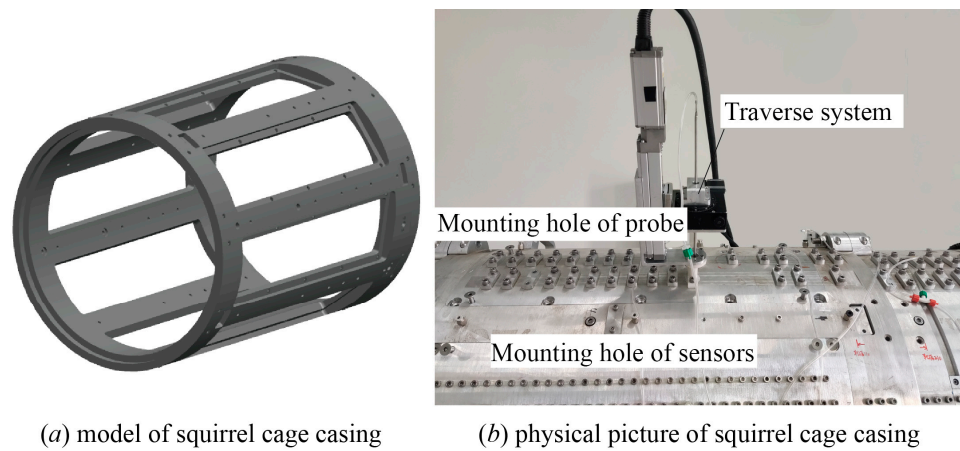 Traverse system
Mounting hole of probe
Mounting hole of sensors
(a) model of squirrel cage casing
(b) physical picture of squirrel cage casing